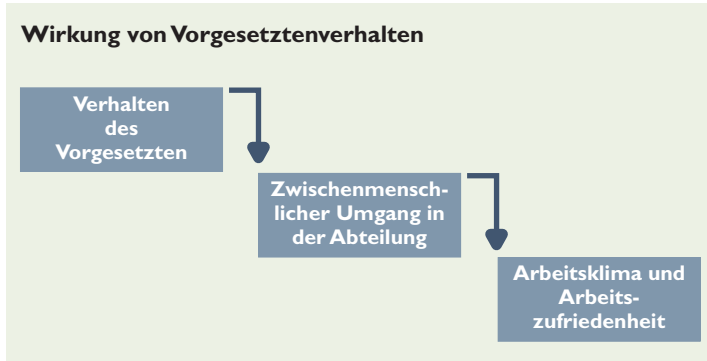 Wirkung von Vorgesetztenverhalten
Verhalten
des
Vorgesetzten
Zwischenmensch-
licher Umgang in
der Abteilung
Arbeitsklima und
Arbeits-
zufriedenheit